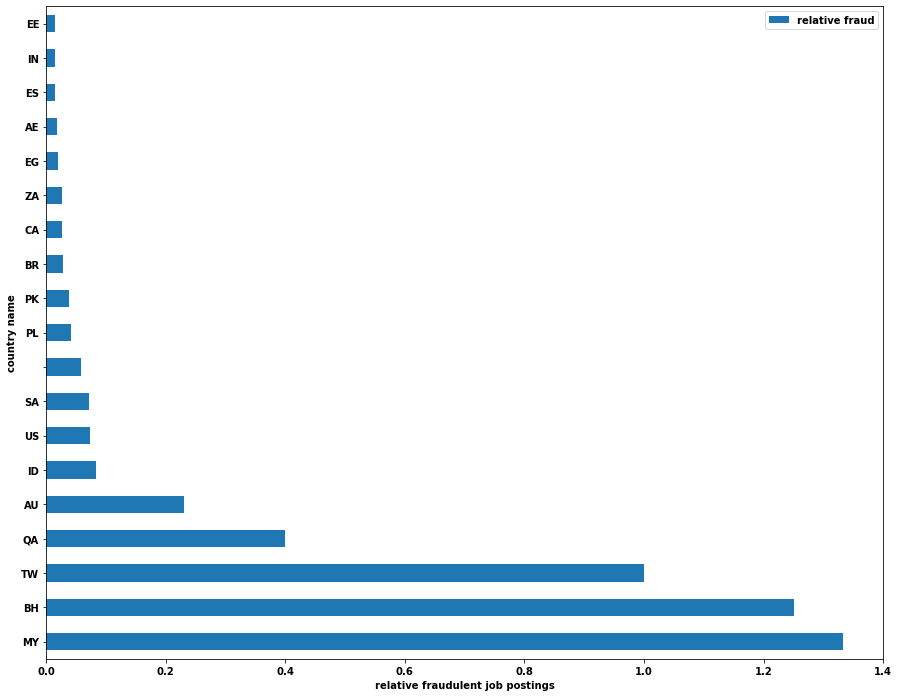 relative fraud
EE
IN
ES
AE
EG
ZA
CA
BR
PK
PL
SA
US
ID
AU
QA
TW
BH
MY
country name
0.0 0.2 0.4 0.6 0.8 1.0 1.2 1.4
relative fraudulent job postings